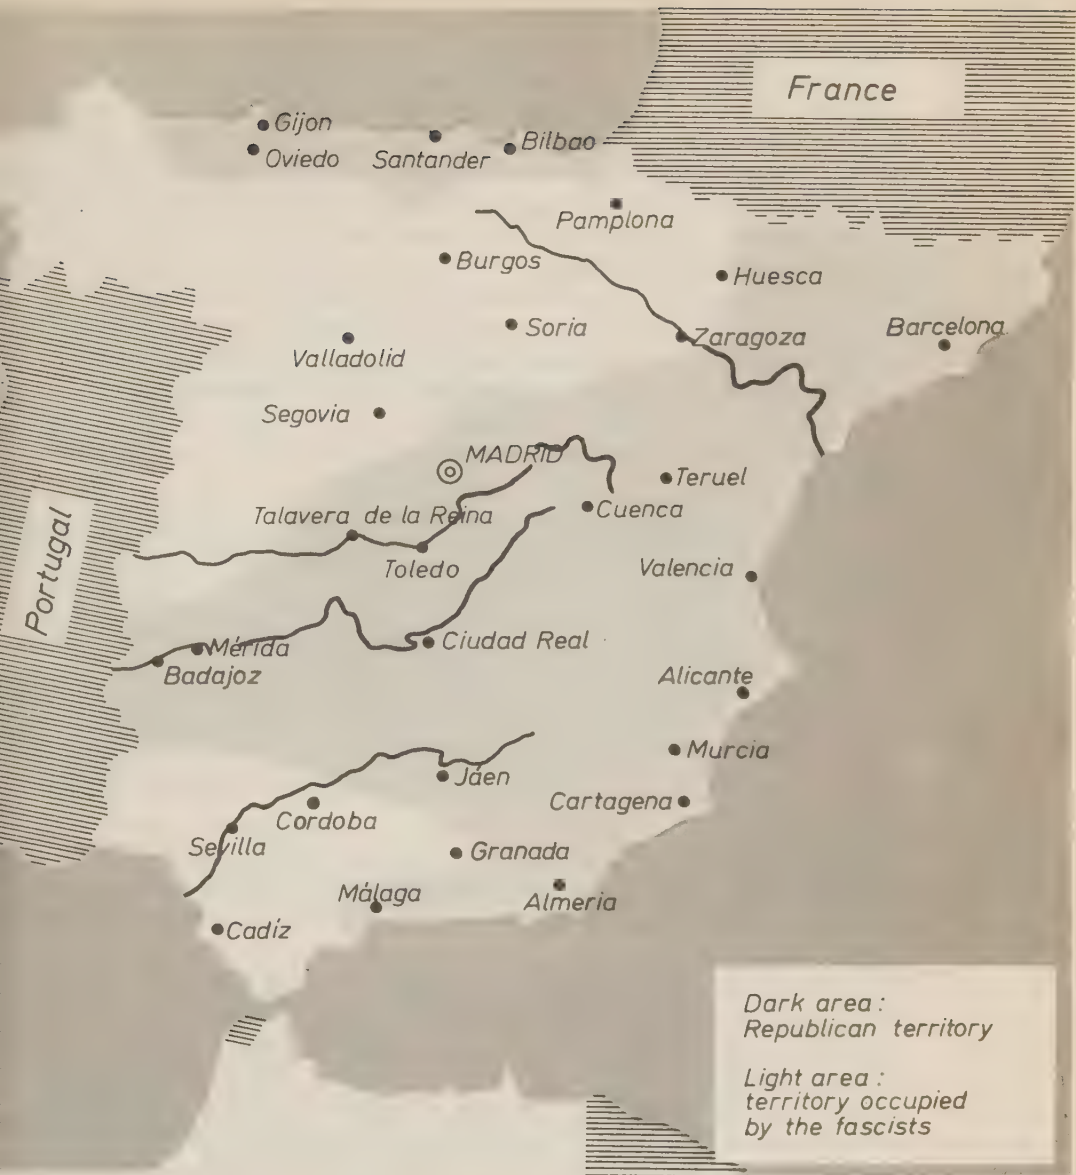 France
Gijon
Oviedo
Santander
Bilbao
Pamplona
Burgos
Huesca
Soria
Zaragoza
Barcelona
Valladolid
Segovia
MADRID
Teruel
Cuenca
Talavera de la Reina
Toledo
Valencia
Portugal
Ciudad Real
Mérida
Badajoz
Alicante
Murcia
Jáen
Cartagena
Cordoba
Sevilla
Granada
Málaga
Almeria
Cadíz
Dark area :
Republican territory
Light area :
territory occupied
by the fascists